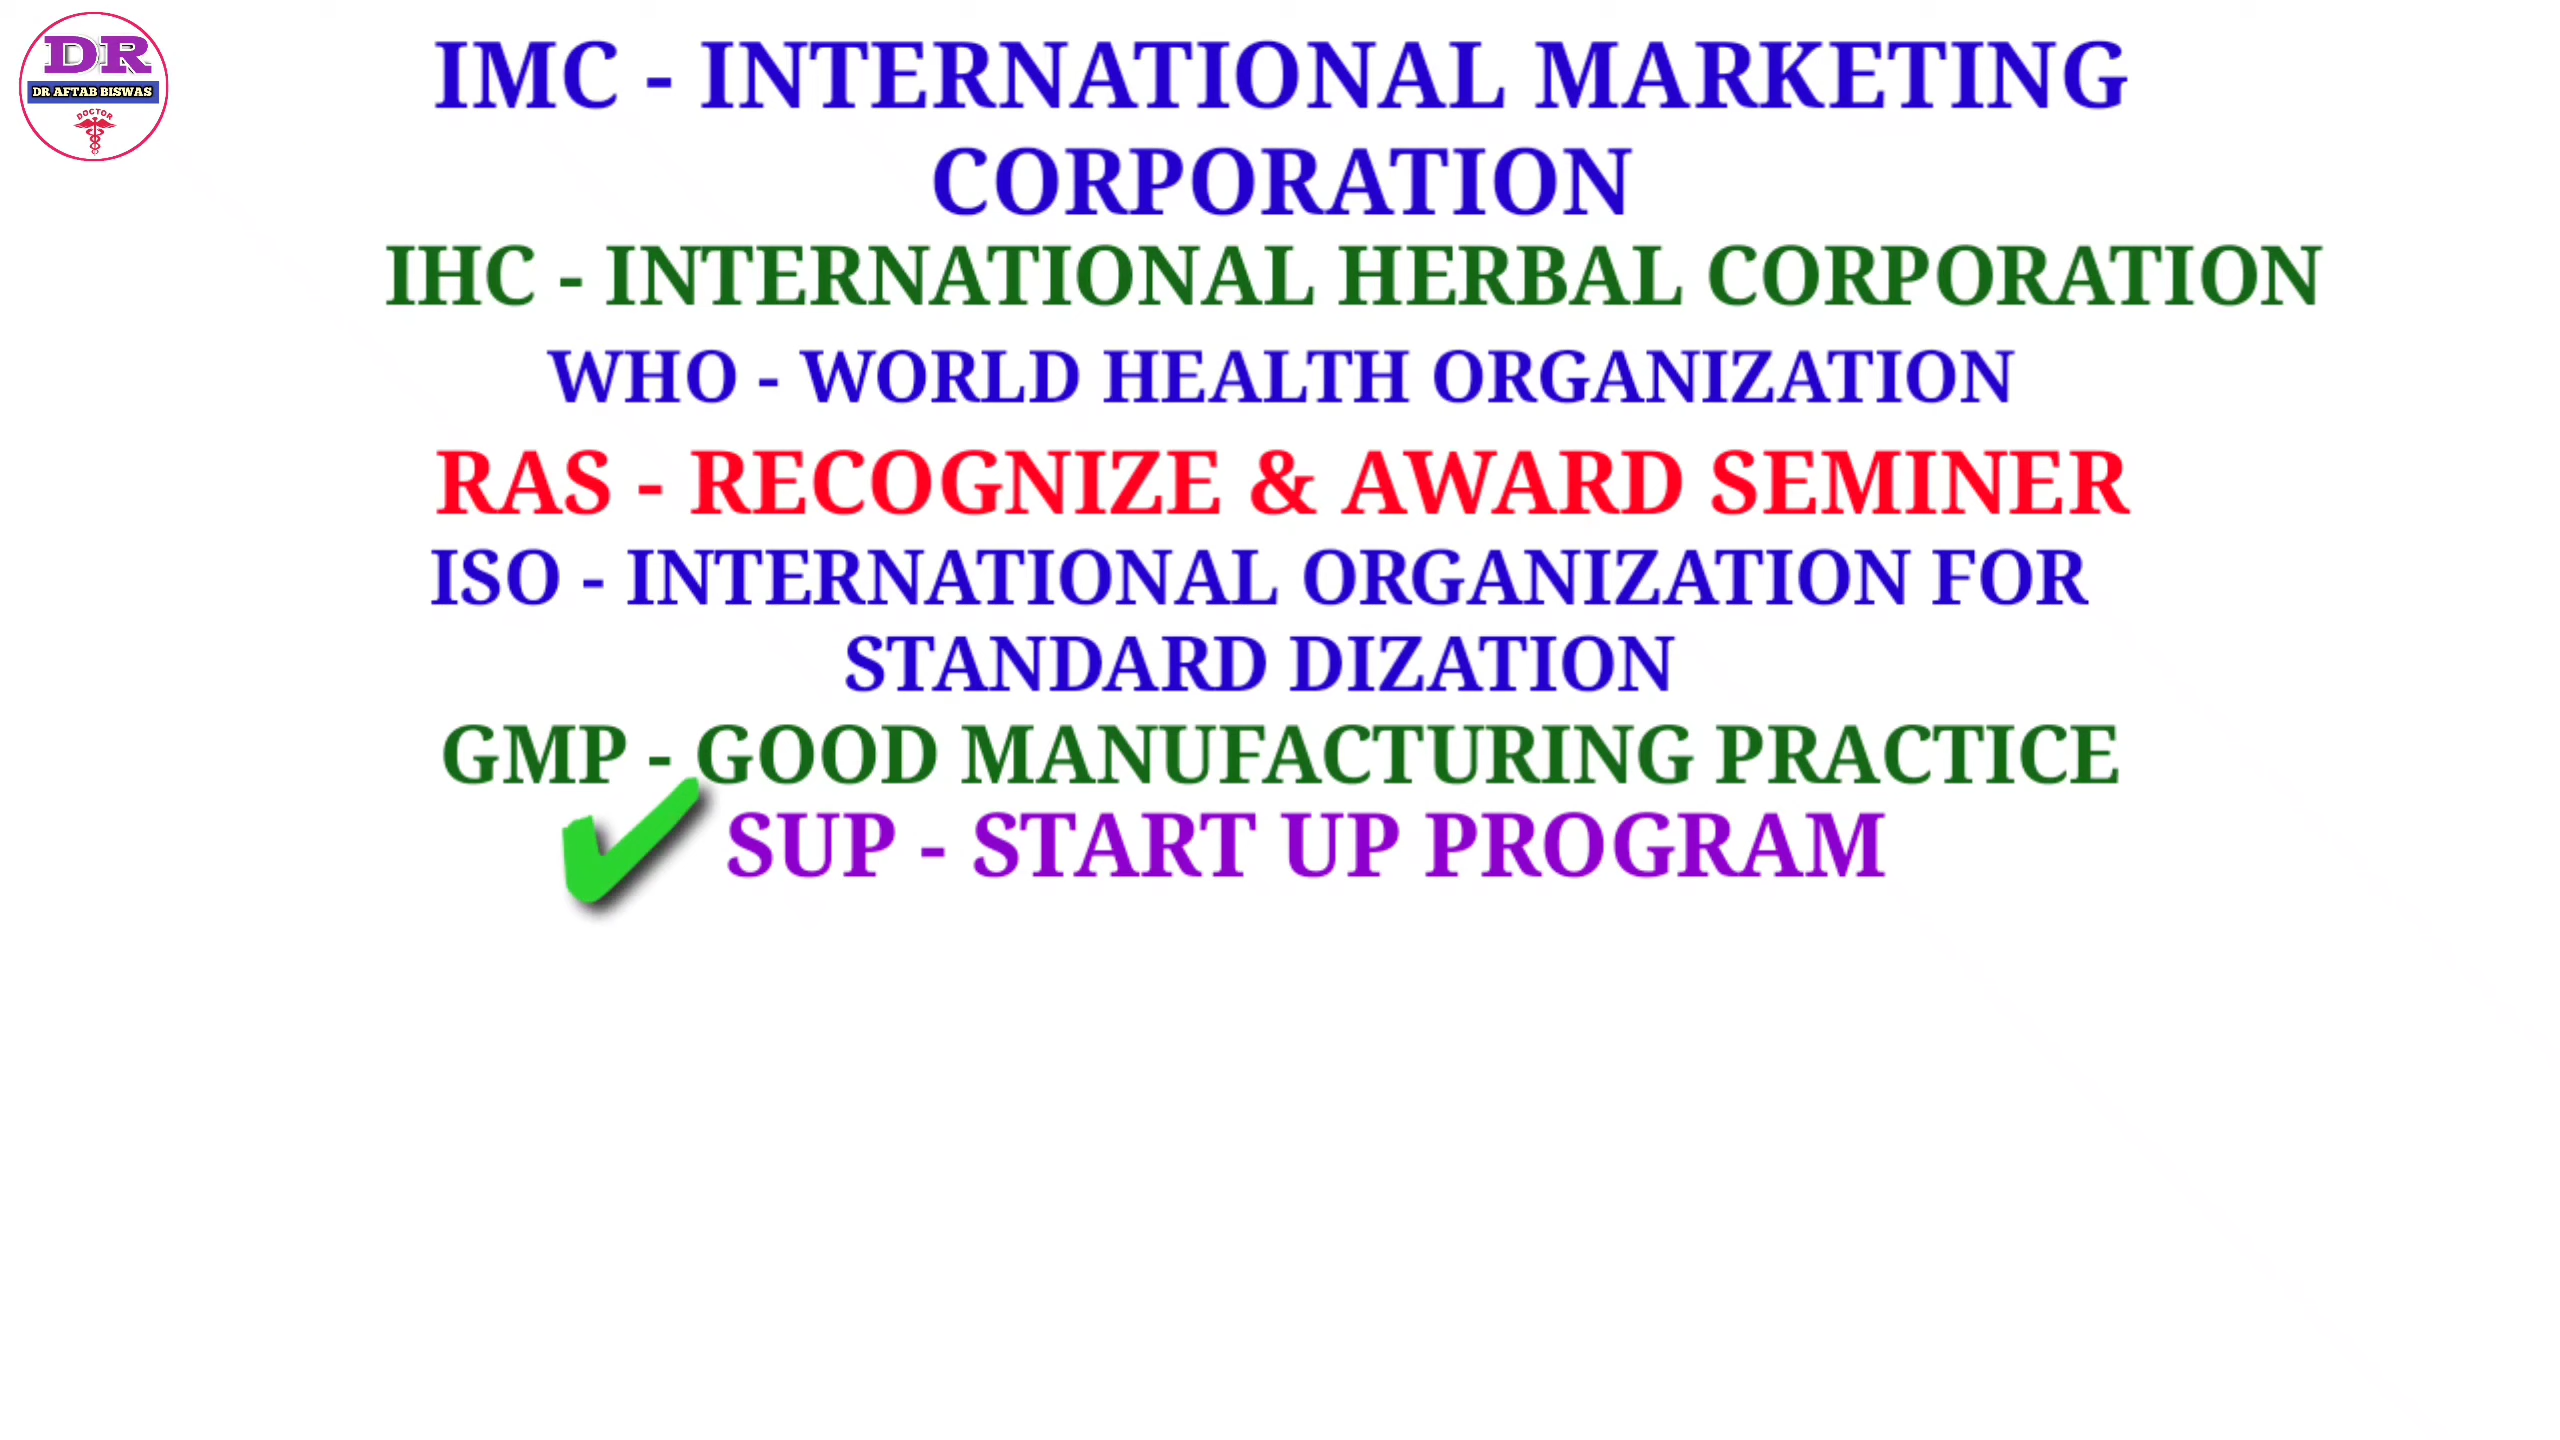 DR
DR AFTAB BISWAS
DOCTOR
IMC - INTERNATIONAL MARKETING
CORPORATION
IHC - INTERNATIONAL HERBAL CORPORATION
WHO - WORLD HEALTH ORGANIZATION
RAS - RECOGNIZE & AWARD SEMINER
ISO - INTERNATIONAL ORGANIZATION FOR
STANDARD DIZATION
GMP - GOOD MANUFACTURING PRACTICE
SUP - START UP PROGRAM